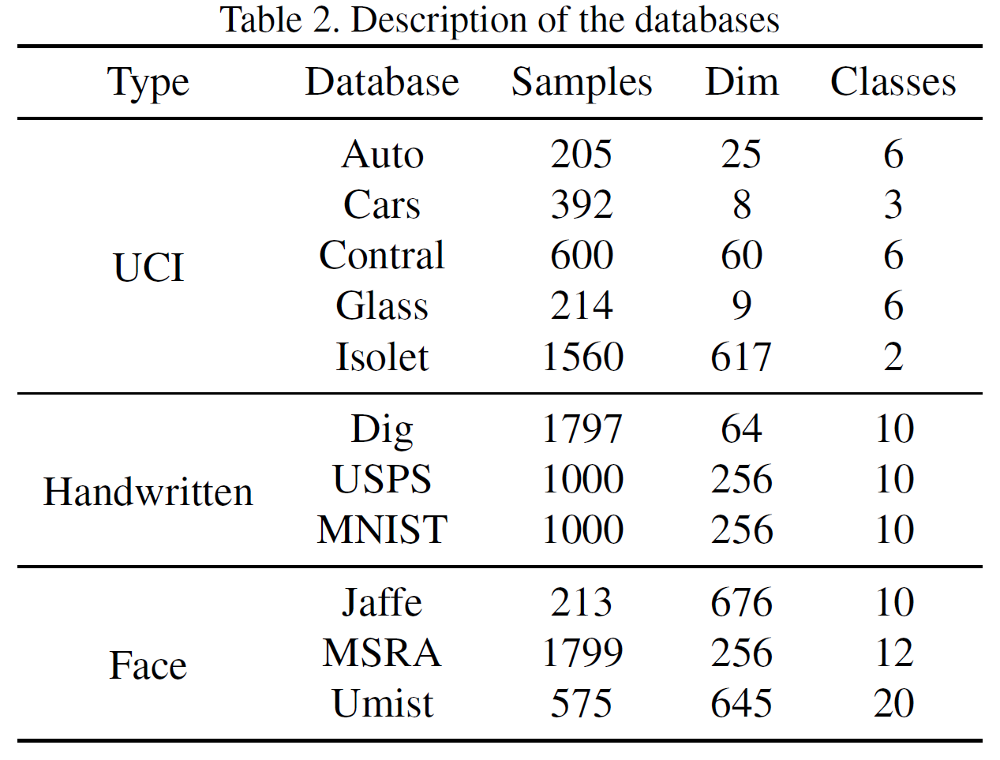 Table 2. Description of the databases
Type Database Samples Dim Classes
UCI
Auto 205 25 6
Cars 392 8 3
Contral 600 60 6
Glass 214 9 6
Isolet 1560 617 2
Handwritten
Dig 1797 64 10
USPS 1000 256 10
MNIST 1000 256 10
Face
Jaffe 213 676 10
MSRA 1799 256 12
Umist 575 645 20